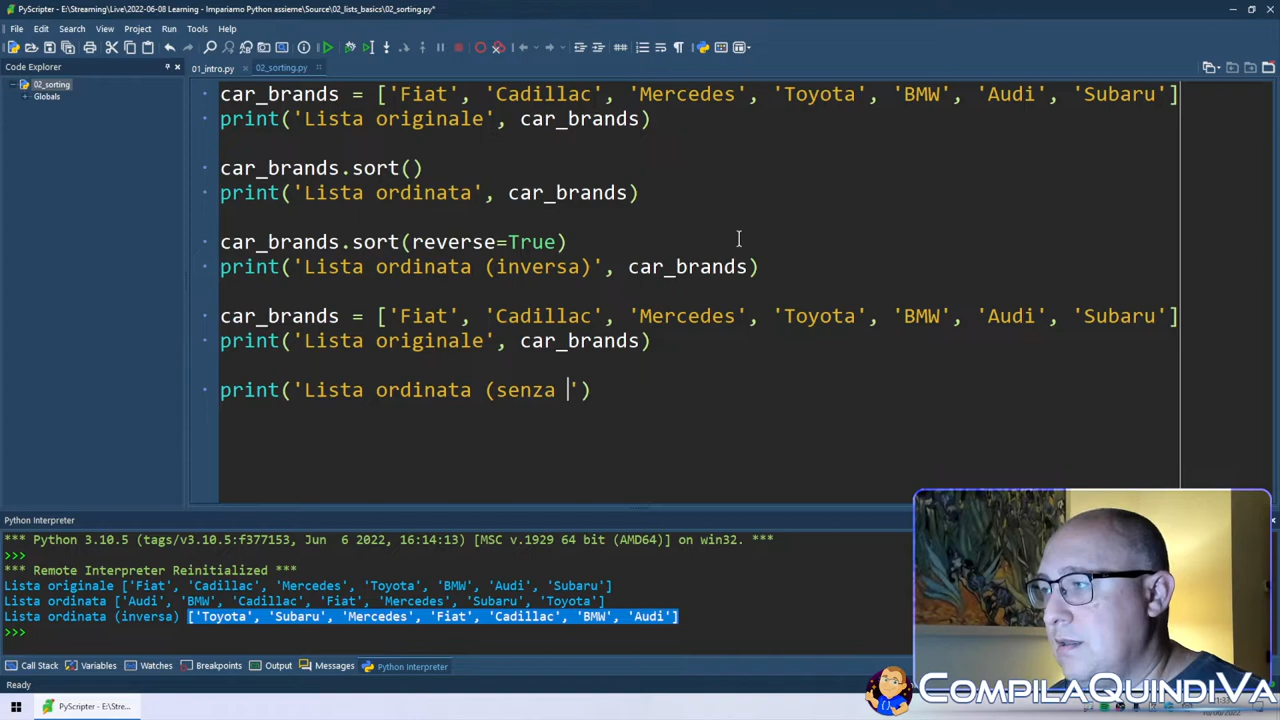 PyScripter - E:\Streaming\Live\2022-06-08 Learning - Impariamo Python assieme\Source\02_lists_basics\02_sorting.py*
File Edit Search View Project Run Tools Help
Code Explorer
01_intro.py 02_sorting.py
02_sorting
Globals
car_brands = ['Fiat', 'Cadillac', 'Mercedes', 'Toyota', 'BMW', 'Audi', 'Subaru']
print('Lista originale', car_brands)
car_brands.sort()
print('Lista ordinata', car_brands)
car_brands.sort(reverse=True)
print('Lista ordinata (inversa)', car_brands)
car_brands = ['Fiat', 'Cadillac', 'Mercedes', 'Toyota', 'BMW', 'Audi', 'Subaru']
print('Lista originale', car_brands)
print('Lista ordinata (senza ')
Python Interpreter
*** Python 3.10.5 (tags/v3.10.5:f377153, Jun  6 2022, 16:14:13) [MSC v.1929 64 bit (AMD64)] on win32. ***
>>>
*** Remote Interpreter Reinitialized ***
Lista originale ['Fiat', 'Cadillac', 'Mercedes', 'Toyota', 'BMW', 'Audi', 'Subaru']
Lista ordinata ['Audi', 'BMW', 'Cadillac', 'Fiat', 'Mercedes', 'Subaru', 'Toyota']
Lista ordinata (inversa) ['Toyota', 'Subaru', 'Mercedes', 'Fiat', 'Cadillac', 'BMW', 'Audi']
>>>
Call Stack Variables Watches Breakpoints Output Messages Python Interpreter
Ready
COMPILAQUINDIVA
PyScripter - E:\Stre...